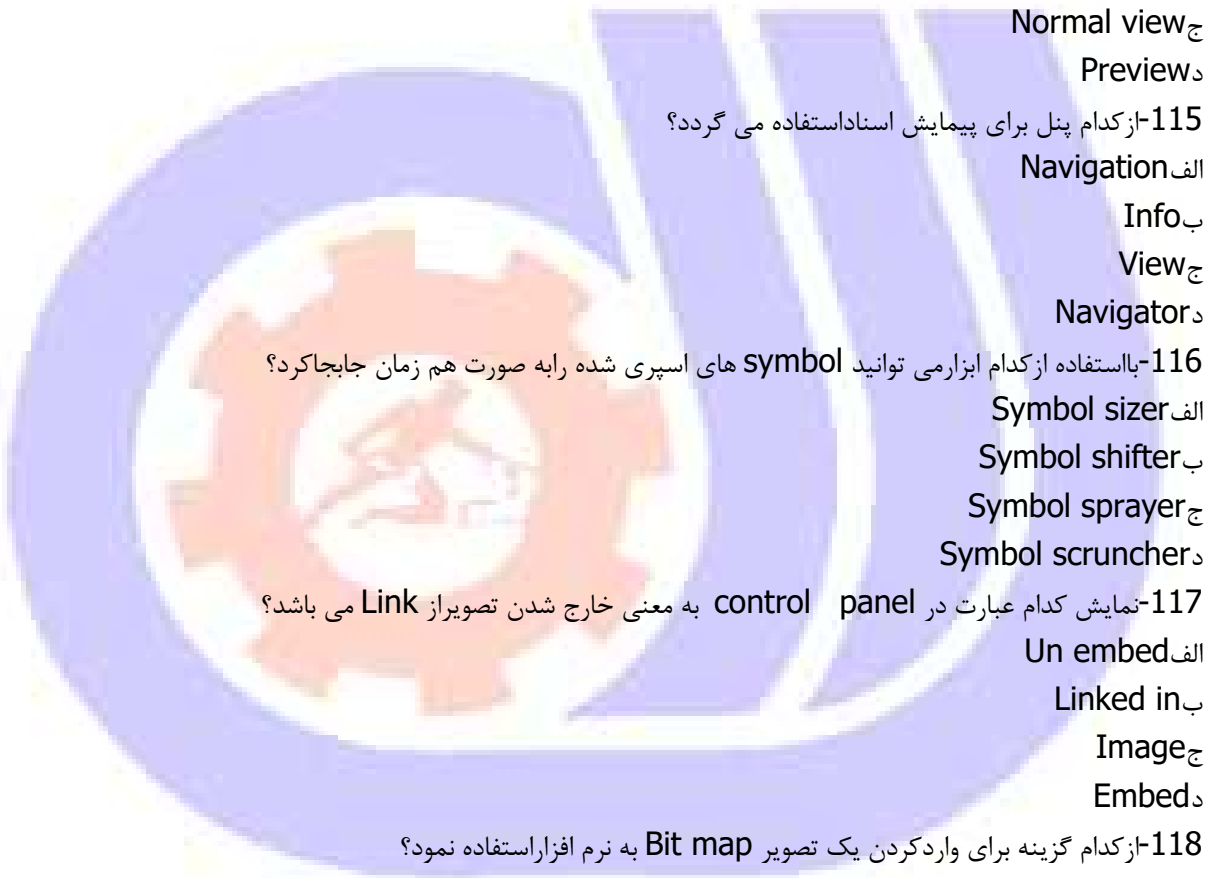 ج‌Normal view
د‌Preview
115-ازکدام پنل برای پیمایش اسناداستفاده می گردد؟
الف‌Navigation
ب‌Info
ج‌View
د‌Navigator
116-بااستفاده ازکدام ابزارمی توانید symbol های اسپری شده رابه صورت هم زمان جابجاکرد؟
الف‌Symbol sizer
ب‌Symbol shifter
ج‌Symbol sprayer
د‌Symbol scruncher
117-نمایش کدام عبارت در control panel به معنی خارج شدن تصویراز Link می باشد؟
الف‌Un embed
ب‌Linked in
ج‌Image
د‌Embed
118-ازکدام گزینه برای واردکردن یک تصویر Bit map به نرم افزاراستفاده نمود؟